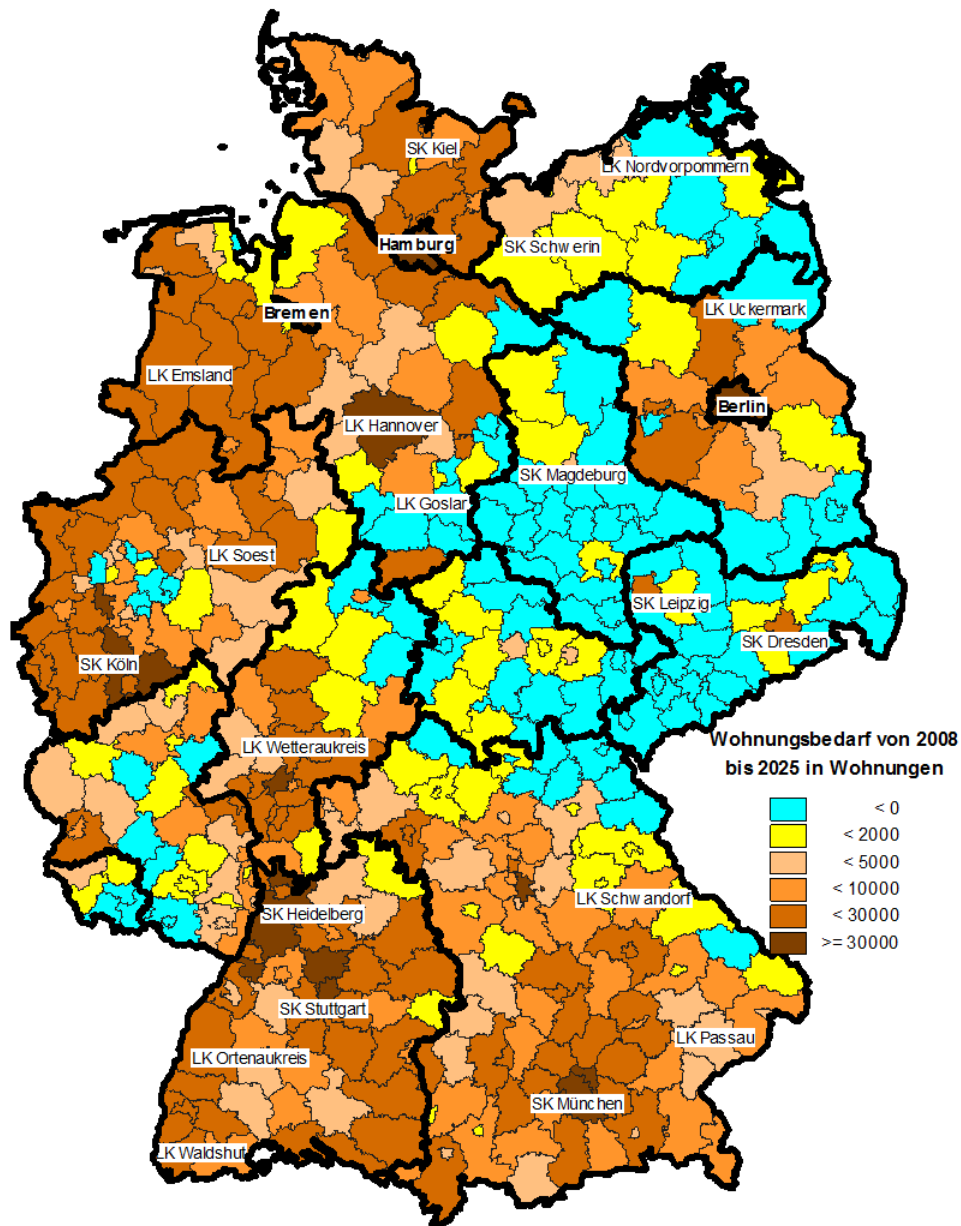 SK Kiel
LK Nordvorpommern
Hamburg
SK Schwerin
LK Uckermark
Bremen
LK Emsland
Berlin
LK Hannover
SK Magdeburg
LK Goslar
LK Soest
SK Leipzig
SK Dresden
SK Köln
LK Wetteraukreis
Wohnungsbedarf von 2008
bis 2025 in Wohnungen
< 0
< 2000
< 5000
< 10000
< 30000
>= 30000
LK Schwandorf
SK Heidelberg
SK Stuttgart
LK Passau
LK Ortenaukreis
SK München
LK Waldshut